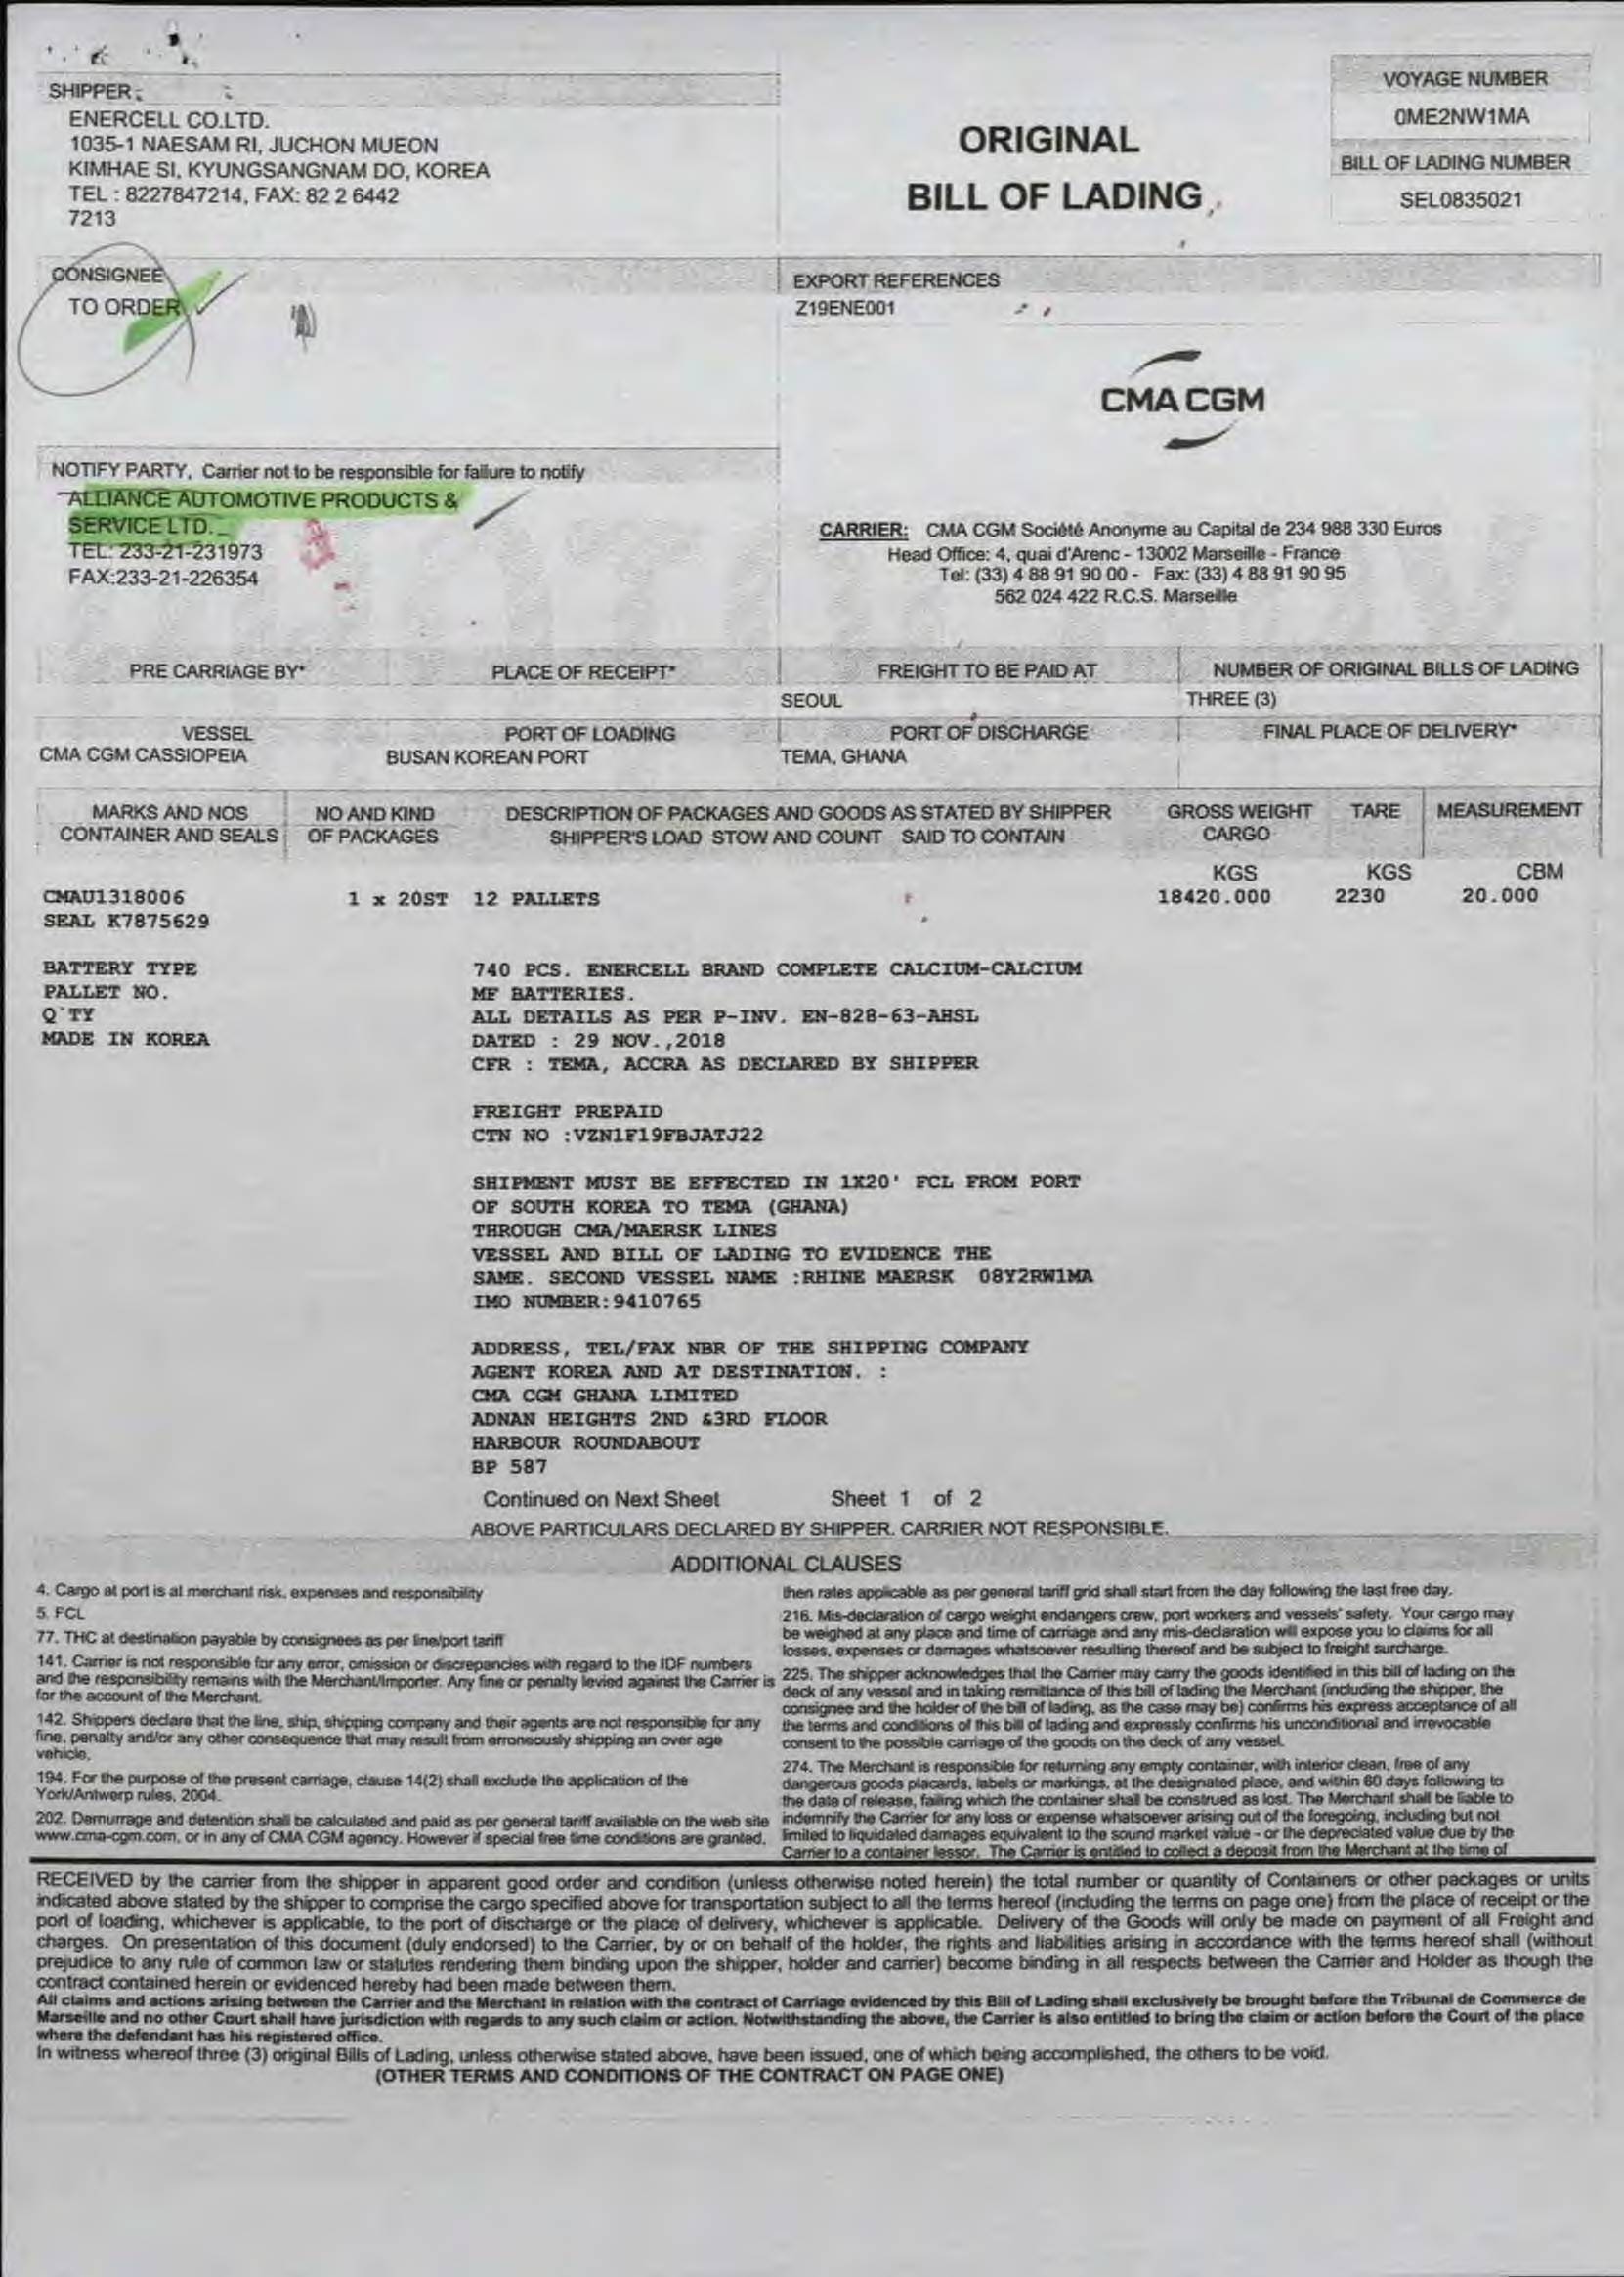 SHIPPER:
ENERCELL CO.LTD.
1035-1 NAESAM RI, JUCHON MUEON
KIMHAE SI, KYUNGSANGNAM DO, KOREA
TEL : 8227847214, FAX: 82 2 6442
7213
ORIGINAL
BILL OF LADING
VOYAGE NUMBER
0ME2NW1MA
BILL OF LADING NUMBER
SEL0835021
CONSIGNEE
TO ORDER
EXPORT REFERENCES
Z19ENE001
CMA CGM
NOTIFY PARTY, Carrier not to be responsible for failure to notify
ALLIANCE AUTOMOTIVE PRODUCTS &
SERVICE LTD.
TEL: 233-21-231973
FAX:233-21-226354
CARRIER: CMA CGM Société Anonyme au Capital de 234 988 330 Euros
Head Office: 4, quai d'Arenc - 13002 Marseille - France
Tel: (33) 4 88 91 90 00 - Fax: (33) 4 88 91 90 95
562 024 422 R.C.S. Marseille
PRE CARRIAGE BY* PLACE OF RECEIPT* FREIGHT TO BE PAID AT NUMBER OF ORIGINAL BILLS OF LADING
SEOUL THREE (3)
VESSEL PORT OF LOADING PORT OF DISCHARGE FINAL PLACE OF DELIVERY*
CMA CGM CASSIOPEIA BUSAN KOREAN PORT TEMA, GHANA
MARKS AND NOS NO AND KIND DESCRIPTION OF PACKAGES AND GOODS AS STATED BY SHIPPER GROSS WEIGHT TARE MEASUREMENT
CONTAINER AND SEALS OF PACKAGES SHIPPER'S LOAD STOW AND COUNT SAID TO CONTAIN CARGO
KGS KGS CBM
CMAU1318006 1 x 20ST 12 PALLETS 18420.000 2230 20.000
SEAL K7875629
BATTERY TYPE 740 PCS. ENERCELL BRAND COMPLETE CALCIUM-CALCIUM
PALLET NO. MF BATTERIES.
Q`TY ALL DETAILS AS PER P-INV. EN-828-63-AHSL
MADE IN KOREA DATED : 29 NOV.,2018
CFR : TEMA, ACCRA AS DECLARED BY SHIPPER
FREIGHT PREPAID
CTN NO :VZN1F19FBJATJ22
SHIPMENT MUST BE EFFECTED IN 1X20' FCL FROM PORT
OF SOUTH KOREA TO TEMA (GHANA)
THROUGH CMA/MAERSK LINES
VESSEL AND BILL OF LADING TO EVIDENCE THE
SAME. SECOND VESSEL NAME :RHINE MAERSK 08Y2RW1MA
IMO NUMBER:9410765
ADDRESS, TEL/FAX NBR OF THE SHIPPING COMPANY
AGENT KOREA AND AT DESTINATION. :
CMA CGM GHANA LIMITED
ADNAN HEIGHTS 2ND &3RD FLOOR
HARBOUR ROUNDABOUT
BP 587
Continued on Next Sheet Sheet 1 of 2
ABOVE PARTICULARS DECLARED BY SHIPPER. CARRIER NOT RESPONSIBLE.
ADDITIONAL CLAUSES
4. Cargo at port is at merchant risk, expenses and responsibility
5. FCL
77. THC at destination payable by consignees as per line/port tariff
141. Carrier is not responsible for any error, omission or discrepancies with regard to the IDF numbers
and the responsibility remains with the Merchant/Importer. Any fine or penalty levied against the Carrier is
for the account of the Merchant.
142. Shippers declare that the line, ship, shipping company and their agents are not responsible for any
fine, penalty and/or any other consequence that may result from erroneously shipping an over age
vehicle.
194. For the purpose of the present carriage, clause 14(2) shall exclude the application of the
York/Antwerp rules, 2004.
202. Demurrage and detention shall be calculated and paid as per general tariff available on the web site
www.cma-cgm.com, or in any of CMA CGM agency. However if special free time conditions are granted,
then rates applicable as per general tariff grid shall start from the day following the last free day.
216. Mis-declaration of cargo weight endangers crew, port workers and vessels' safety. Your cargo may
be weighed at any place and time of carriage and any mis-declaration will expose you to claims for all
losses, expenses or damages whatsoever resulting thereof and be subject to freight surcharge.
225. The shipper acknowledges that the Carrier may carry the goods identified in this bill of lading on the
deck of any vessel and in taking remittance of this bill of lading the Merchant (including the shipper, the
consignee and the holder of the bill of lading, as the case may be) confirms his express acceptance of all
the terms and conditions of this bill of lading and expressly confirms his unconditional and irrevocable
consent to the possible carriage of the goods on the deck of any vessel.
274. The Merchant is responsible for returning any empty container, with interior clean, free of any
dangerous goods placards, labels or markings, at the designated place, and within 60 days following to
the date of release, failing which the container shall be construed as lost. The Merchant shall be liable to
indemnify the Carrier for any loss or expense whatsoever arising out of the foregoing, including but not
limited to liquidated damages equivalent to the sound market value - or the depreciated value due by the
Carrier to a container lessor. The Carrier is entitled to collect a deposit from the Merchant at the time of
RECEIVED by the carrier from the shipper in apparent good order and condition (unless otherwise noted herein) the total number or quantity of Containers or other packages or units
indicated above stated by the shipper to comprise the cargo specified above for transportation subject to all the terms hereof (including the terms on page one) from the place of receipt or the
port of loading, whichever is applicable, to the port of discharge or the place of delivery, whichever is applicable. Delivery of the Goods will only be made on payment of all Freight and
charges. On presentation of this document (duly endorsed) to the Carrier, by or on behalf of the holder, the rights and liabilities arising in accordance with the terms hereof shall (without
prejudice to any rule of common law or statutes rendering them binding upon the shipper, holder and carrier) become binding in all respects between the Carrier and Holder as though the
contract contained herein or evidenced hereby had been made between them.
All claims and actions arising between the Carrier and the Merchant in relation with the contract of Carriage evidenced by this Bill of Lading shall exclusively be brought before the Tribunal de Commerce de
Marseille and no other Court shall have jurisdiction with regards to any such claim or action. Notwithstanding the above, the Carrier is also entitled to bring the claim or action before the Court of the place
where the defendant has his registered office.
In witness whereof three (3) original Bills of Lading, unless otherwise stated above, have been issued, one of which being accomplished, the others to be void.
(OTHER TERMS AND CONDITIONS OF THE CONTRACT ON PAGE ONE)